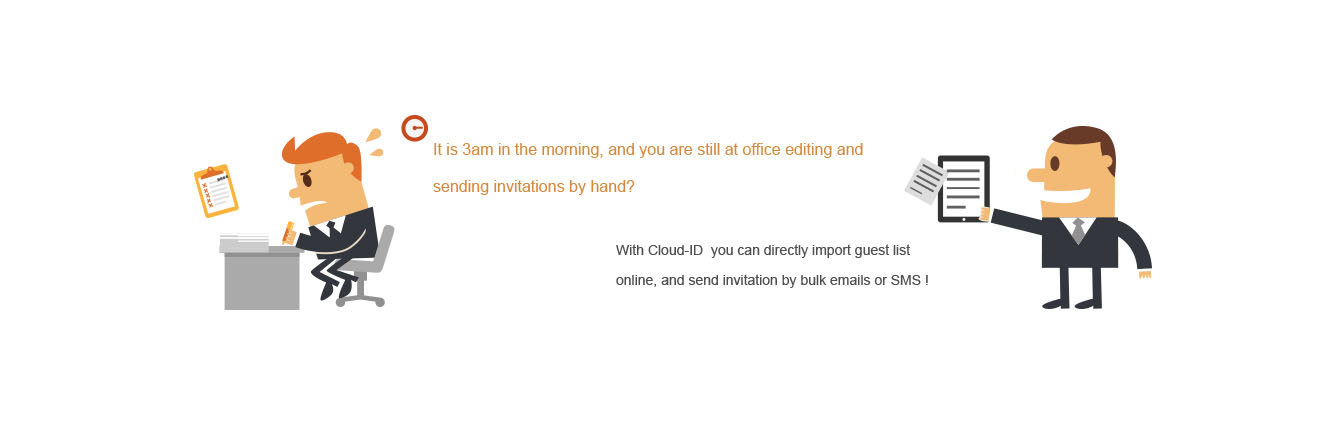 It is 3am in the morning, and you are still at office editing and
sending invitations by hand?
With Cloud-ID  you can directly import guest list
online, and send invitation by bulk emails or SMS !